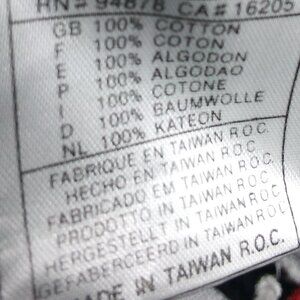 RN# 94878 CA# 16205
GB 100% COTTON
F 100% COTON
E 100% ALGODON
P 100% ALGODAO
I 100% COTONE
D 100% BAUMWOLLE
NL 100% KATEON
FABRIQUE EN TAIWAN R.O.C.
HECHO EN TAIWAN R.O.C.
FABRICADO EM TAIWAN R.O.C.
PRODOTTO IN TAIWAN R.O.C.
HERGESTELLT IN TAIWAN R.O.C.
GEFABERCEERD IN TAIWAN R.O.C.
MADE IN TAIWAN R.O.C.